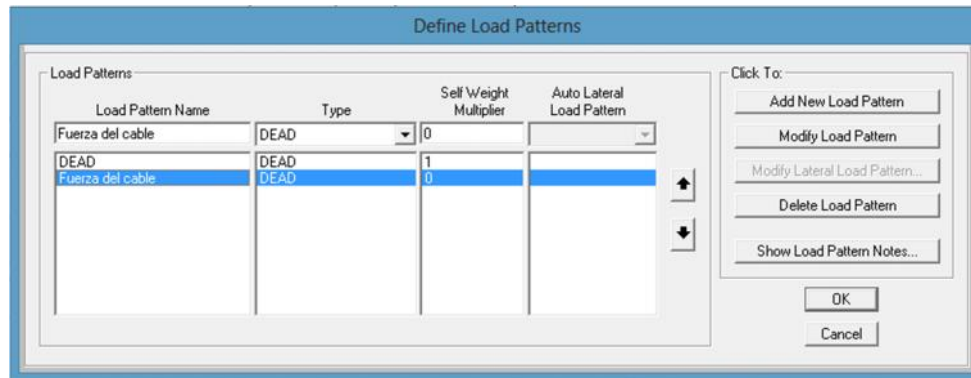 Define Load Patterns
Load Patterns
Load Pattern Name Type Self Weight Multiplier Auto Lateral Load Pattern
Fuerza del cable DEAD 0
DEAD DEAD 1
Fuerza del cable DEAD 0
Click To:
Add New Load Pattern
Modify Load Pattern
Modify Lateral Load Pattern...
Delete Load Pattern
Show Load Pattern Notes...
OK
Cancel